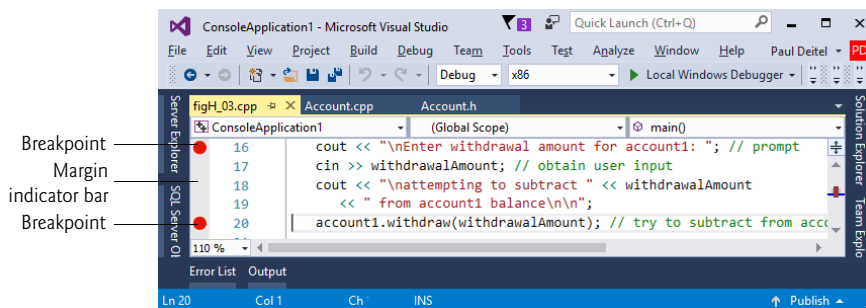 ConsoleApplication1 - Microsoft Visual Studio 3 Quick Launch (Ctrl+Q)
File Edit View Project Build Debug Team Tools Test Analyze Window Help Paul Deitel PD
Debug x86 Local Windows Debugger
Server Explorer
SQL Server Ob
figH_03.cpp Account.cpp Account.h
ConsoleApplication1 (Global Scope) main()
Breakpoint
Margin
indicator bar
Breakpoint
16 cout << "\nEnter withdrawal amount for account1: "; // prompt
17 cin >> withdrawalAmount; // obtain user input
18 cout << "\nattempting to subtract " << withdrawalAmount
19 << " from account1 balance\n\n";
20 account1.withdraw(withdrawalAmount); // try to subtract from acco
110 %
Solution Explorer
Team Explo
Error List Output
Ln 20 Col 1 Ch INS Publish